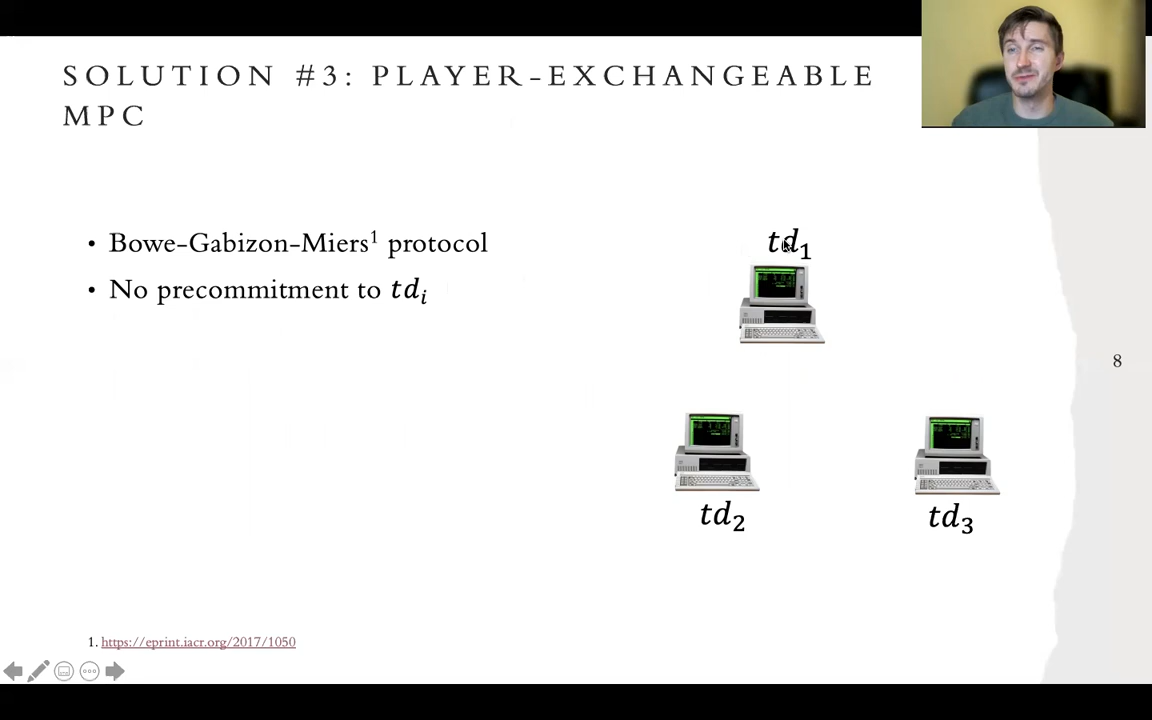 SOLUTION #3: PLAYER-EXCHANGEABLE
MPC
• Bowe-Gabizon-Miers¹ protocol
• No precommitment to tdᵢ
td₁
8
td₂
td₃
1. https://eprint.iacr.org/2017/1050